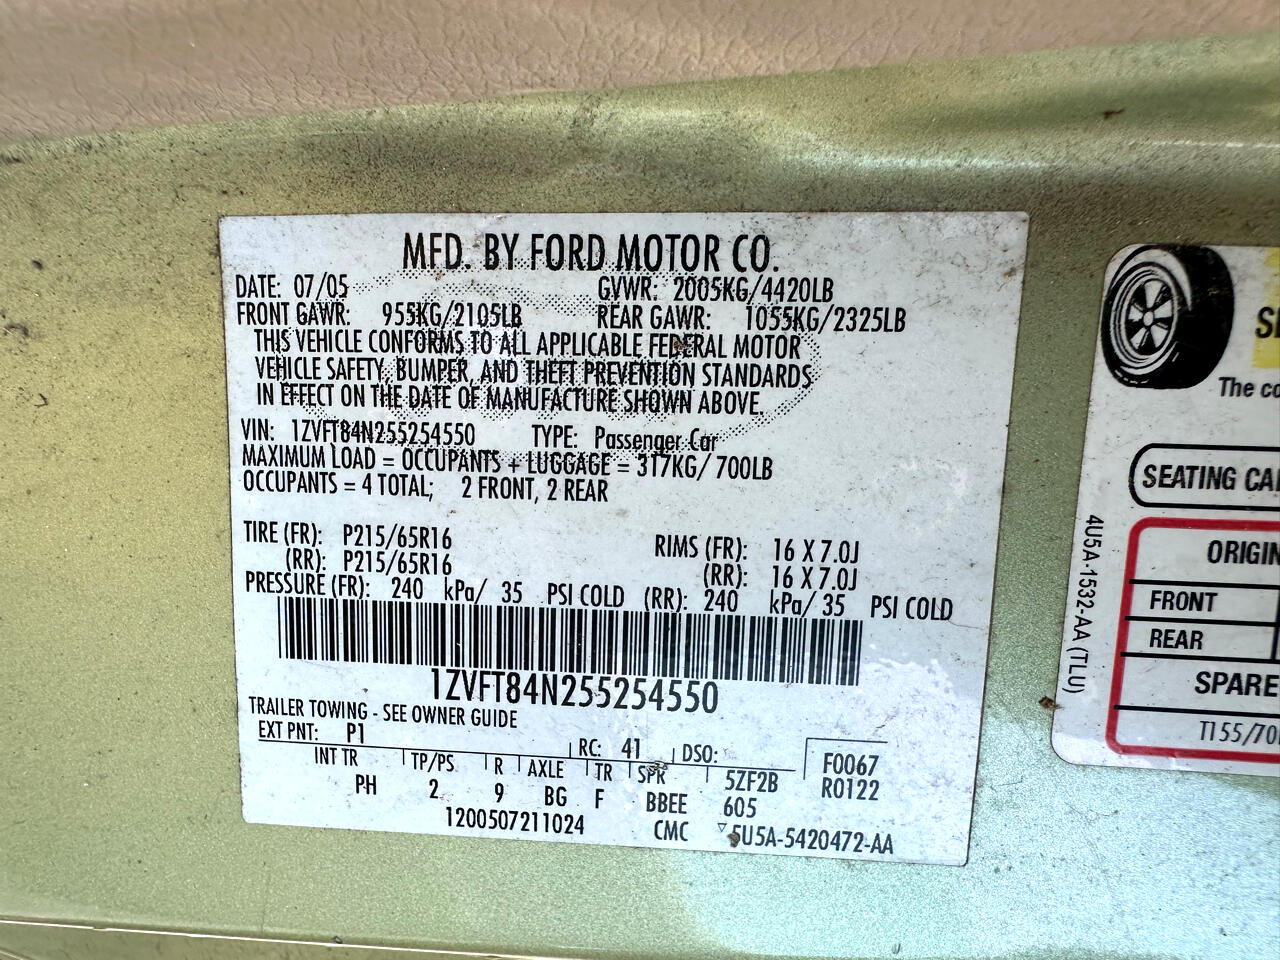 MFD. BY FORD MOTOR CO.
DATE: 07/05 GVWR: 2005KG/4420LB
FRONT GAWR: 955KG/2105LB REAR GAWR: 1055KG/2325LB
THIS VEHICLE CONFORMS TO ALL APPLICABLE FEDERAL MOTOR
VEHICLE SAFETY, BUMPER, AND THEFT PREVENTION STANDARDS
IN EFFECT ON THE DATE OF MANUFACTURE SHOWN ABOVE.
VIN: 1ZVFT84N255254550 TYPE: Passenger Car
MAXIMUM LOAD = OCCUPANTS + LUGGAGE = 317KG/ 700LB
OCCUPANTS = 4 TOTAL; 2 FRONT, 2 REAR
TIRE (FR): P215/65R16 RIMS (FR): 16 X 7.0J
(RR): P215/65R16 (RR): 16 X 7.0J
PRESSURE (FR): 240 kPa/ 35 PSI COLD (RR): 240 kPa/ 35 PSI COLD
1ZVFT84N255254550
TRAILER TOWING - SEE OWNER GUIDE
EXT PNT: P1 RC: 41 DSO: F0067
INT TR TP/PS R AXLE TR SPR 5ZF2B R0122
PH 2 9 BG F BBEE 605
1200507211024 CMC ▽5U5A-5420472-AA
The
SEATING
ORIGIN
FRONT
REAR
SPARE
T155/70
4U5A-1532-AA (TLU)